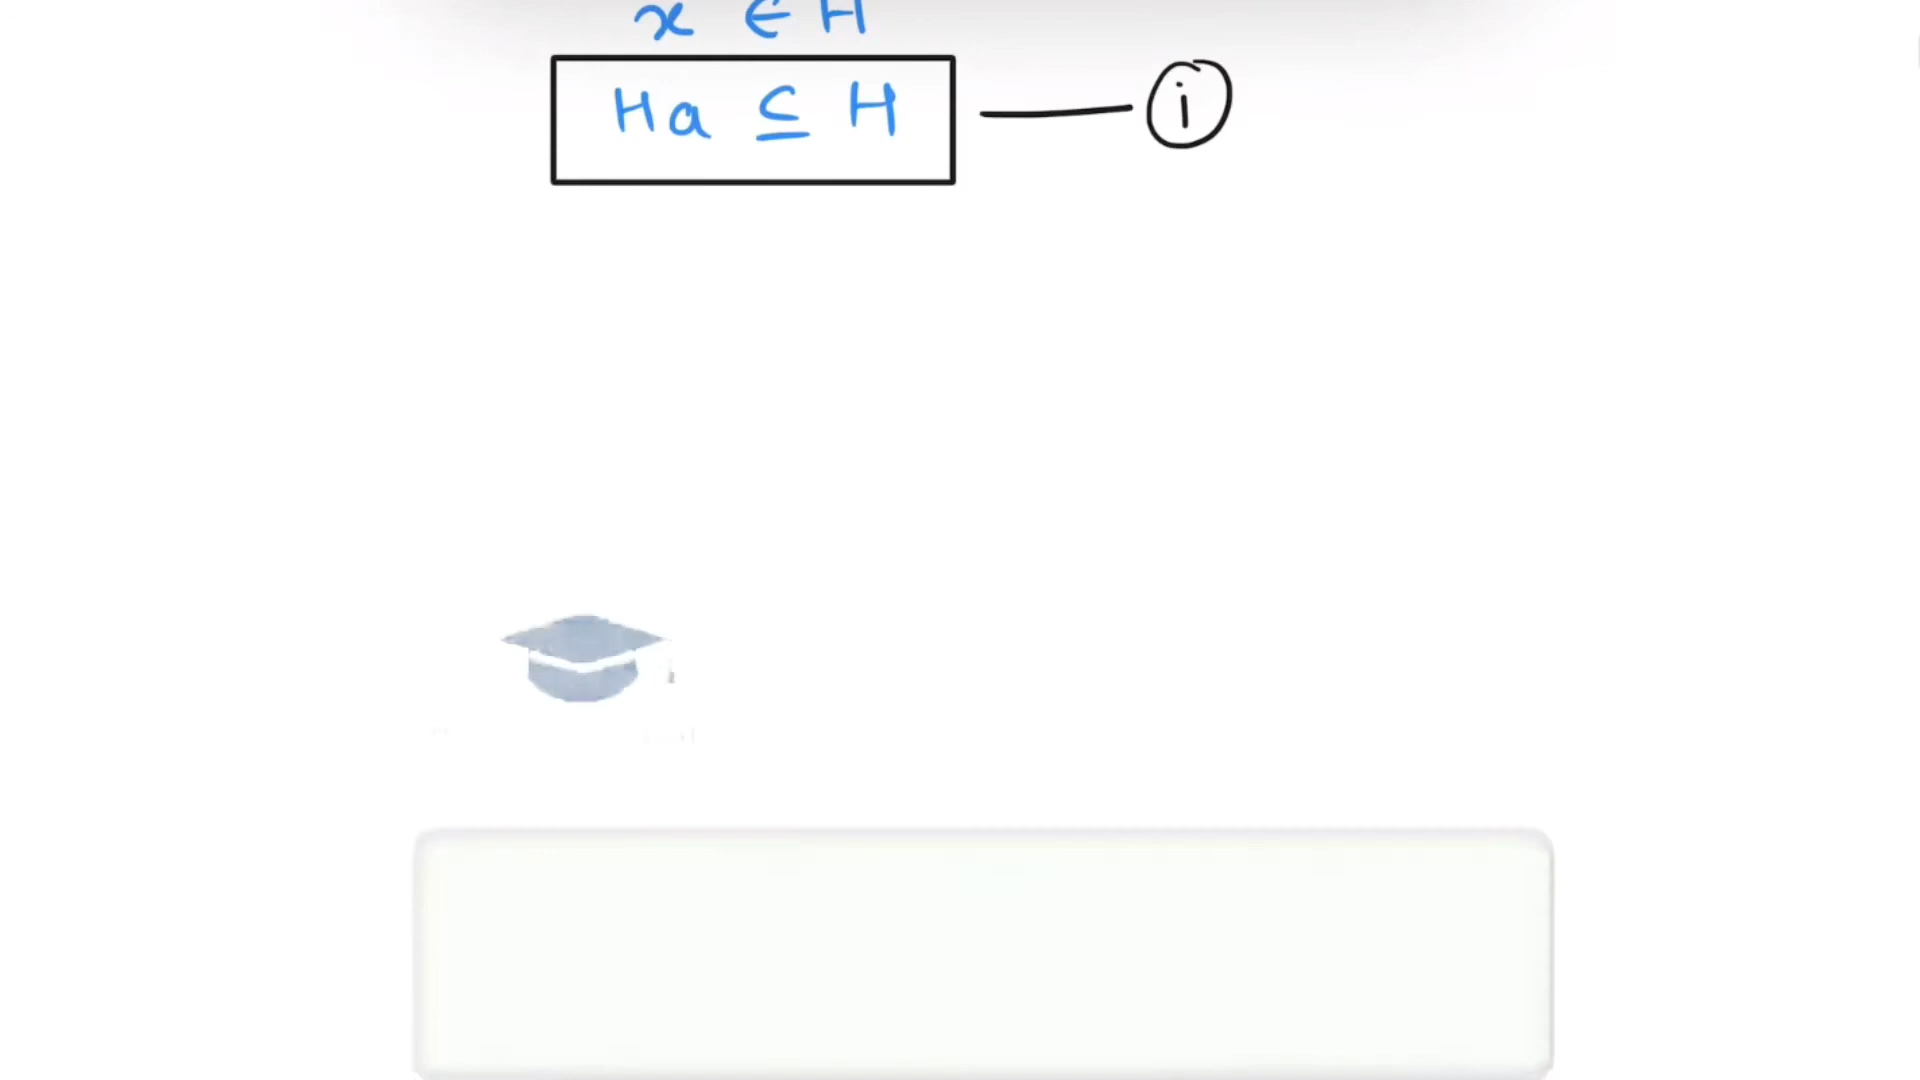 x ∈ H
Ha ⊆ H — i